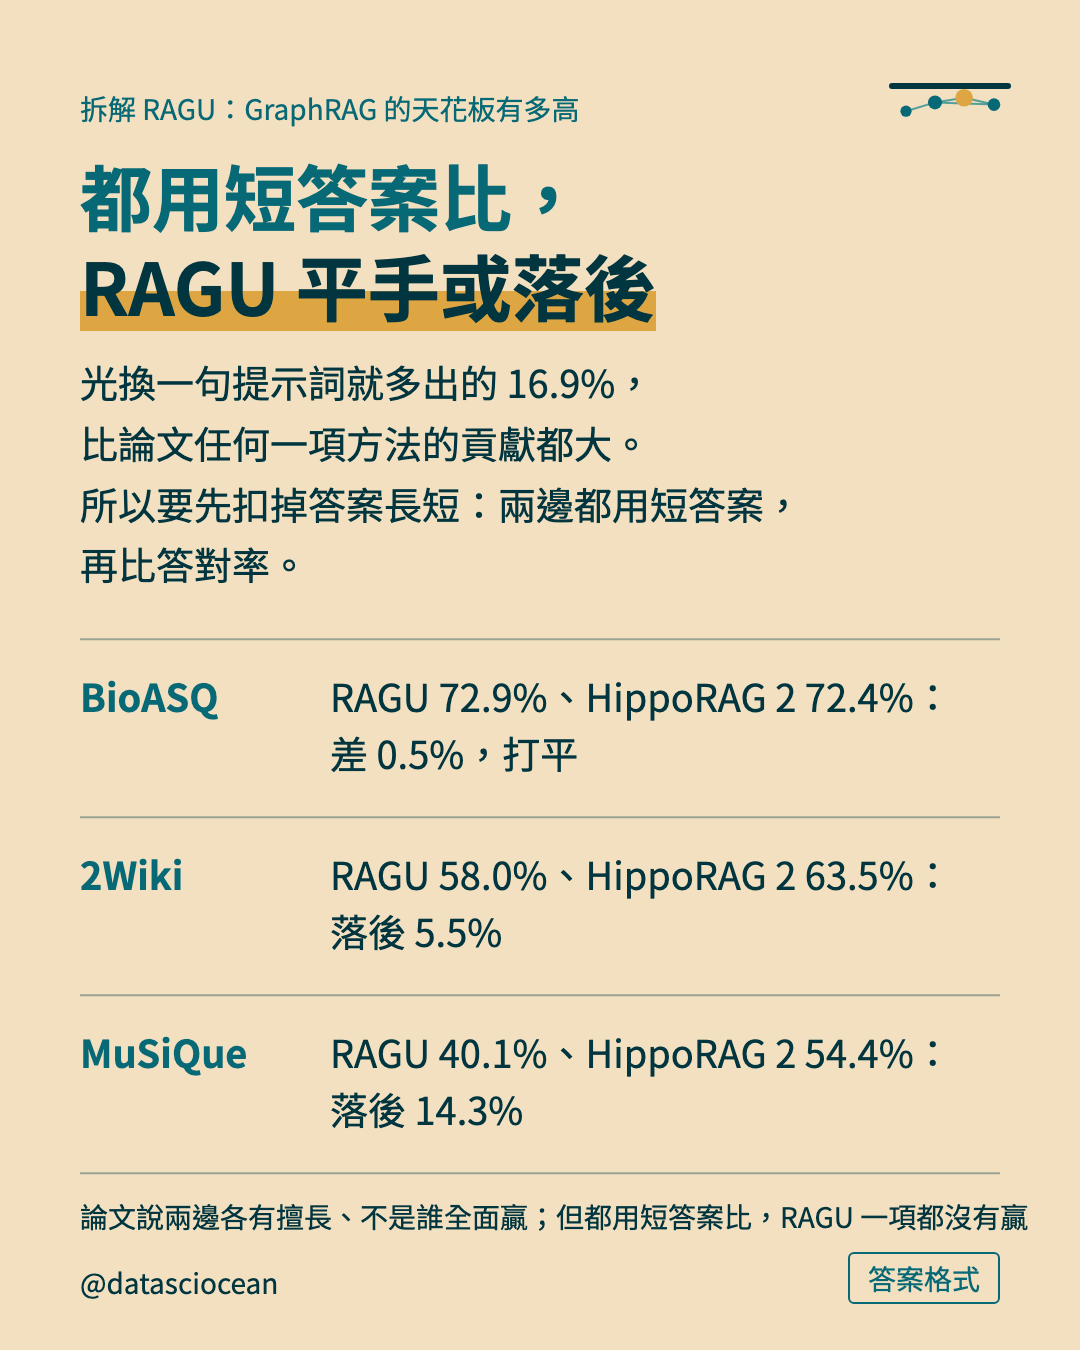 拆解 RAGU：GraphRAG 的天花板有多高
都用短答案比，
RAGU 平手或落後
光換一句提示詞就多出的 16.9%，
比論文任何一項方法的貢獻都大。
所以要先扣掉答案長短：兩邊都用短答案，
再比答對率。
BioASQ
RAGU 72.9%、HippoRAG 2 72.4%：
差 0.5%，打平
2Wiki
RAGU 58.0%、HippoRAG 2 63.5%：
落後 5.5%
MuSiQue
RAGU 40.1%、HippoRAG 2 54.4%：
落後 14.3%
論文說兩邊各有擅長、不是誰全面贏；但都用短答案比，RAGU 一項都沒有贏
@datasciocean
答案格式